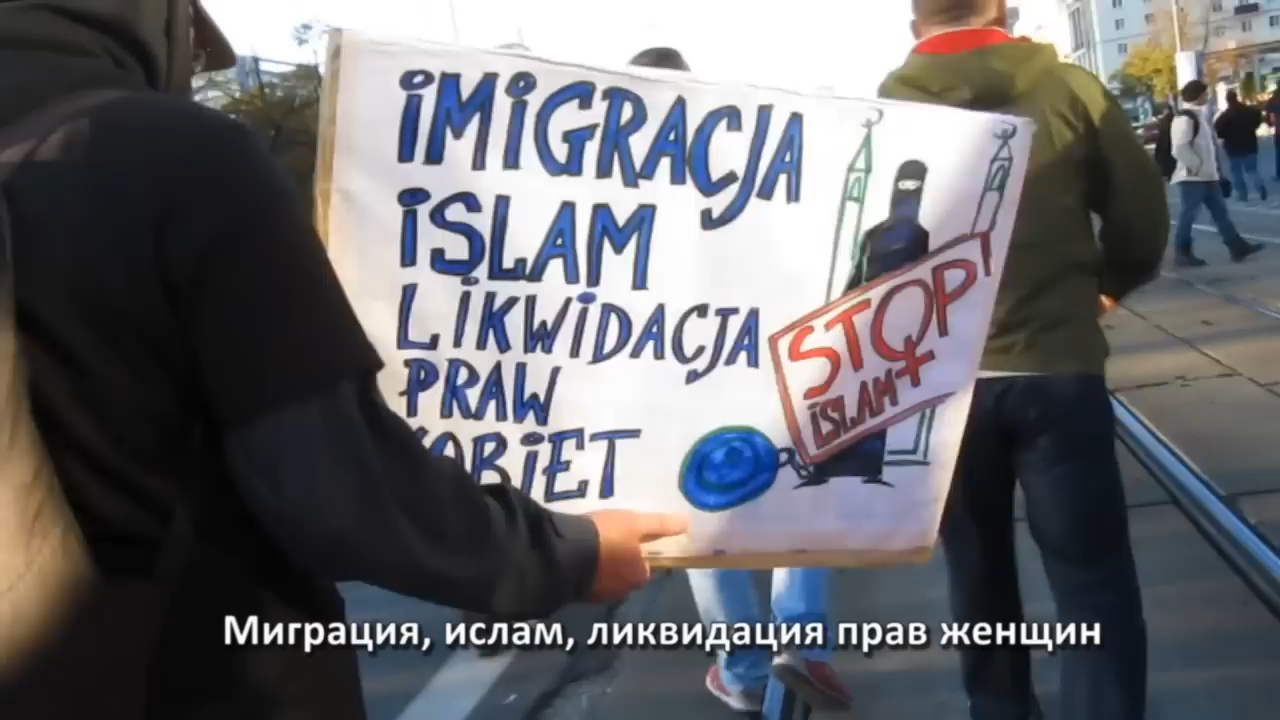 iMiGRACJA
iSLAM
LiKWiDACJA
PRAW
KOBiET
STOP
iSLAM
Миграция, ислам, ликвидация прав женщин